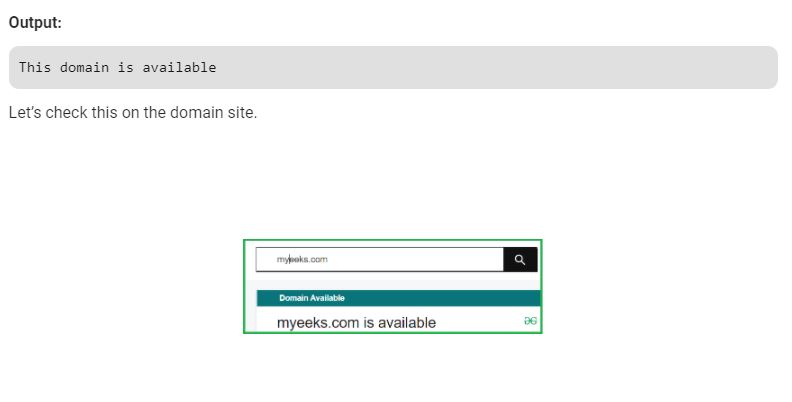 Output:
This domain is available
Let's check this on the domain site.
myeeks.com
Domain Available
myeeks.com is available